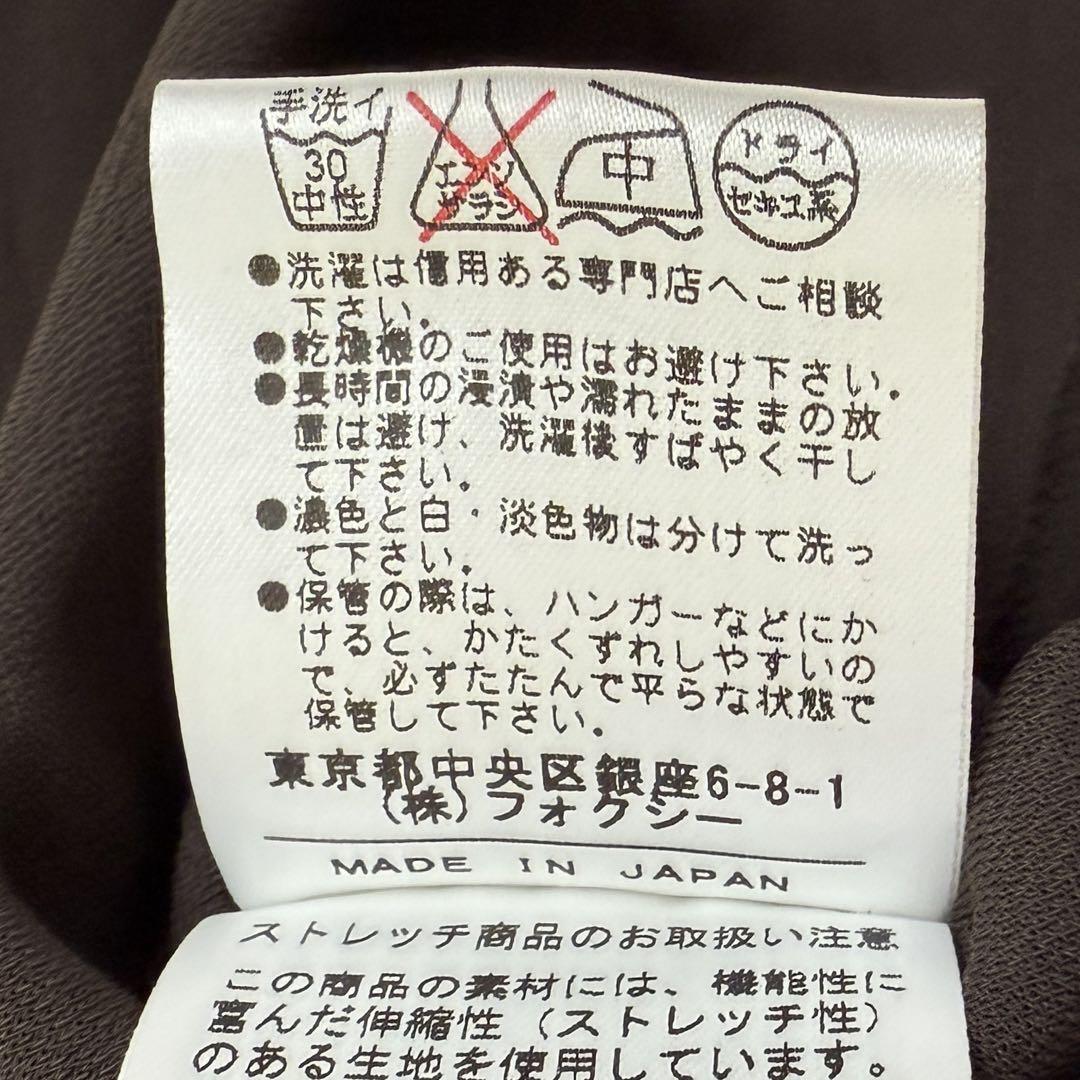 手洗イ
30
中性
エンソ
サラシ
中
ドライ
セキユ系
●洗濯は信用ある専門店へご相談
下さい。
●乾燥機のご使用はお避け下さい。
●長時間の浸漬や濡れたままの放
置は避け、洗濯後すばやく干し
て下さい。
●濃色と白・淡色物は分けて洗っ
て下さい。
●保管の際は、ハンガーなどにか
けると、かたくずれしやすいの
で、必ずたたんで平らな状態で
保管して下さい。
東京都中央区銀座6-8-1
(株)フォクシー
MADE IN JAPAN
ストレッチ商品のお取扱い注意
この商品の素材には、機能性に
富んだ伸縮性(ストレッチ性)
のある生地を使用しています。